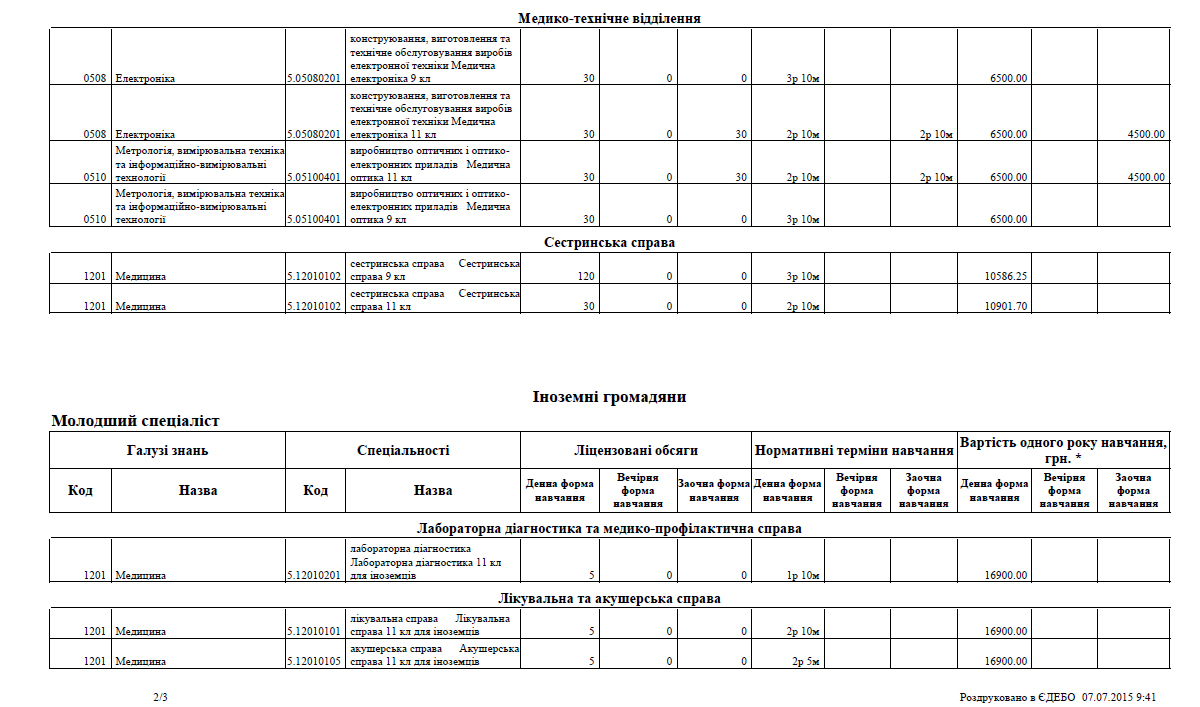 Медико-технічне відділення
конструювання, виготовлення та
технічне обслуговування виробів
електронної техніки Медична
0508 Електроніка 5.05080201 електроніка 9 кл 30 0 0 3р 10м 6500.00
конструювання, виготовлення та
технічне обслуговування виробів
електронної техніки Медична
0508 Електроніка 5.05080201 електроніка 11 кл 30 0 30 2р 10м 2р 10м 6500.00 4500.00
Метрологія, вимірювальна техніка виробництво оптичних і оптико-
та інформаційно-вимірювальні електронних приладів Медична
0510 технології 5.05100401 оптика 11 кл 30 0 30 2р 10м 2р 10м 6500.00 4500.00
Метрологія, вимірювальна техніка виробництво оптичних і оптико-
та інформаційно-вимірювальні електронних приладів Медична
0510 технології 5.05100401 оптика 9 кл 30 0 0 3р 10м 6500.00
Сестринська справа
сестринська справа Сестринська
1201 Медицина 5.12010102 справа 9 кл 120 0 0 3р 10м 10586.25
сестринська справа Сестринська
1201 Медицина 5.12010102 справа 11 кл 30 0 0 2р 10м 10901.70
Іноземні громадяни
Молодший спеціаліст
Галузі знань Спеціальності Ліцензовані обсяги Нормативні терміни навчання Вартість одного року навчання,
грн. *
Код Назва Код Назва Денна форма навчання Вечірня форма навчання Заочна форма навчання Денна форма навчання Вечірня форма навчання Заочна форма навчання Денна форма навчання Вечірня форма навчання Заочна форма навчання
Лабораторна діагностика та медико-профілактична справа
лабораторна діагностика
Лабораторна діагностика 11 кл
1201 Медицина 5.12010201 для іноземців 5 0 0 1р 10м 16900.00
Лікувальна та акушерська справа
лікувальна справа Лікувальна
1201 Медицина 5.12010101 справа 11 кл для іноземців 5 0 0 2р 10м 16900.00
акушерська справа Акушерська
1201 Медицина 5.12010105 справа 11 кл для іноземців 5 0 0 2р 5м 16900.00
2/3 Роздруковано в ЄДЕБО 07.07.2015 9:41